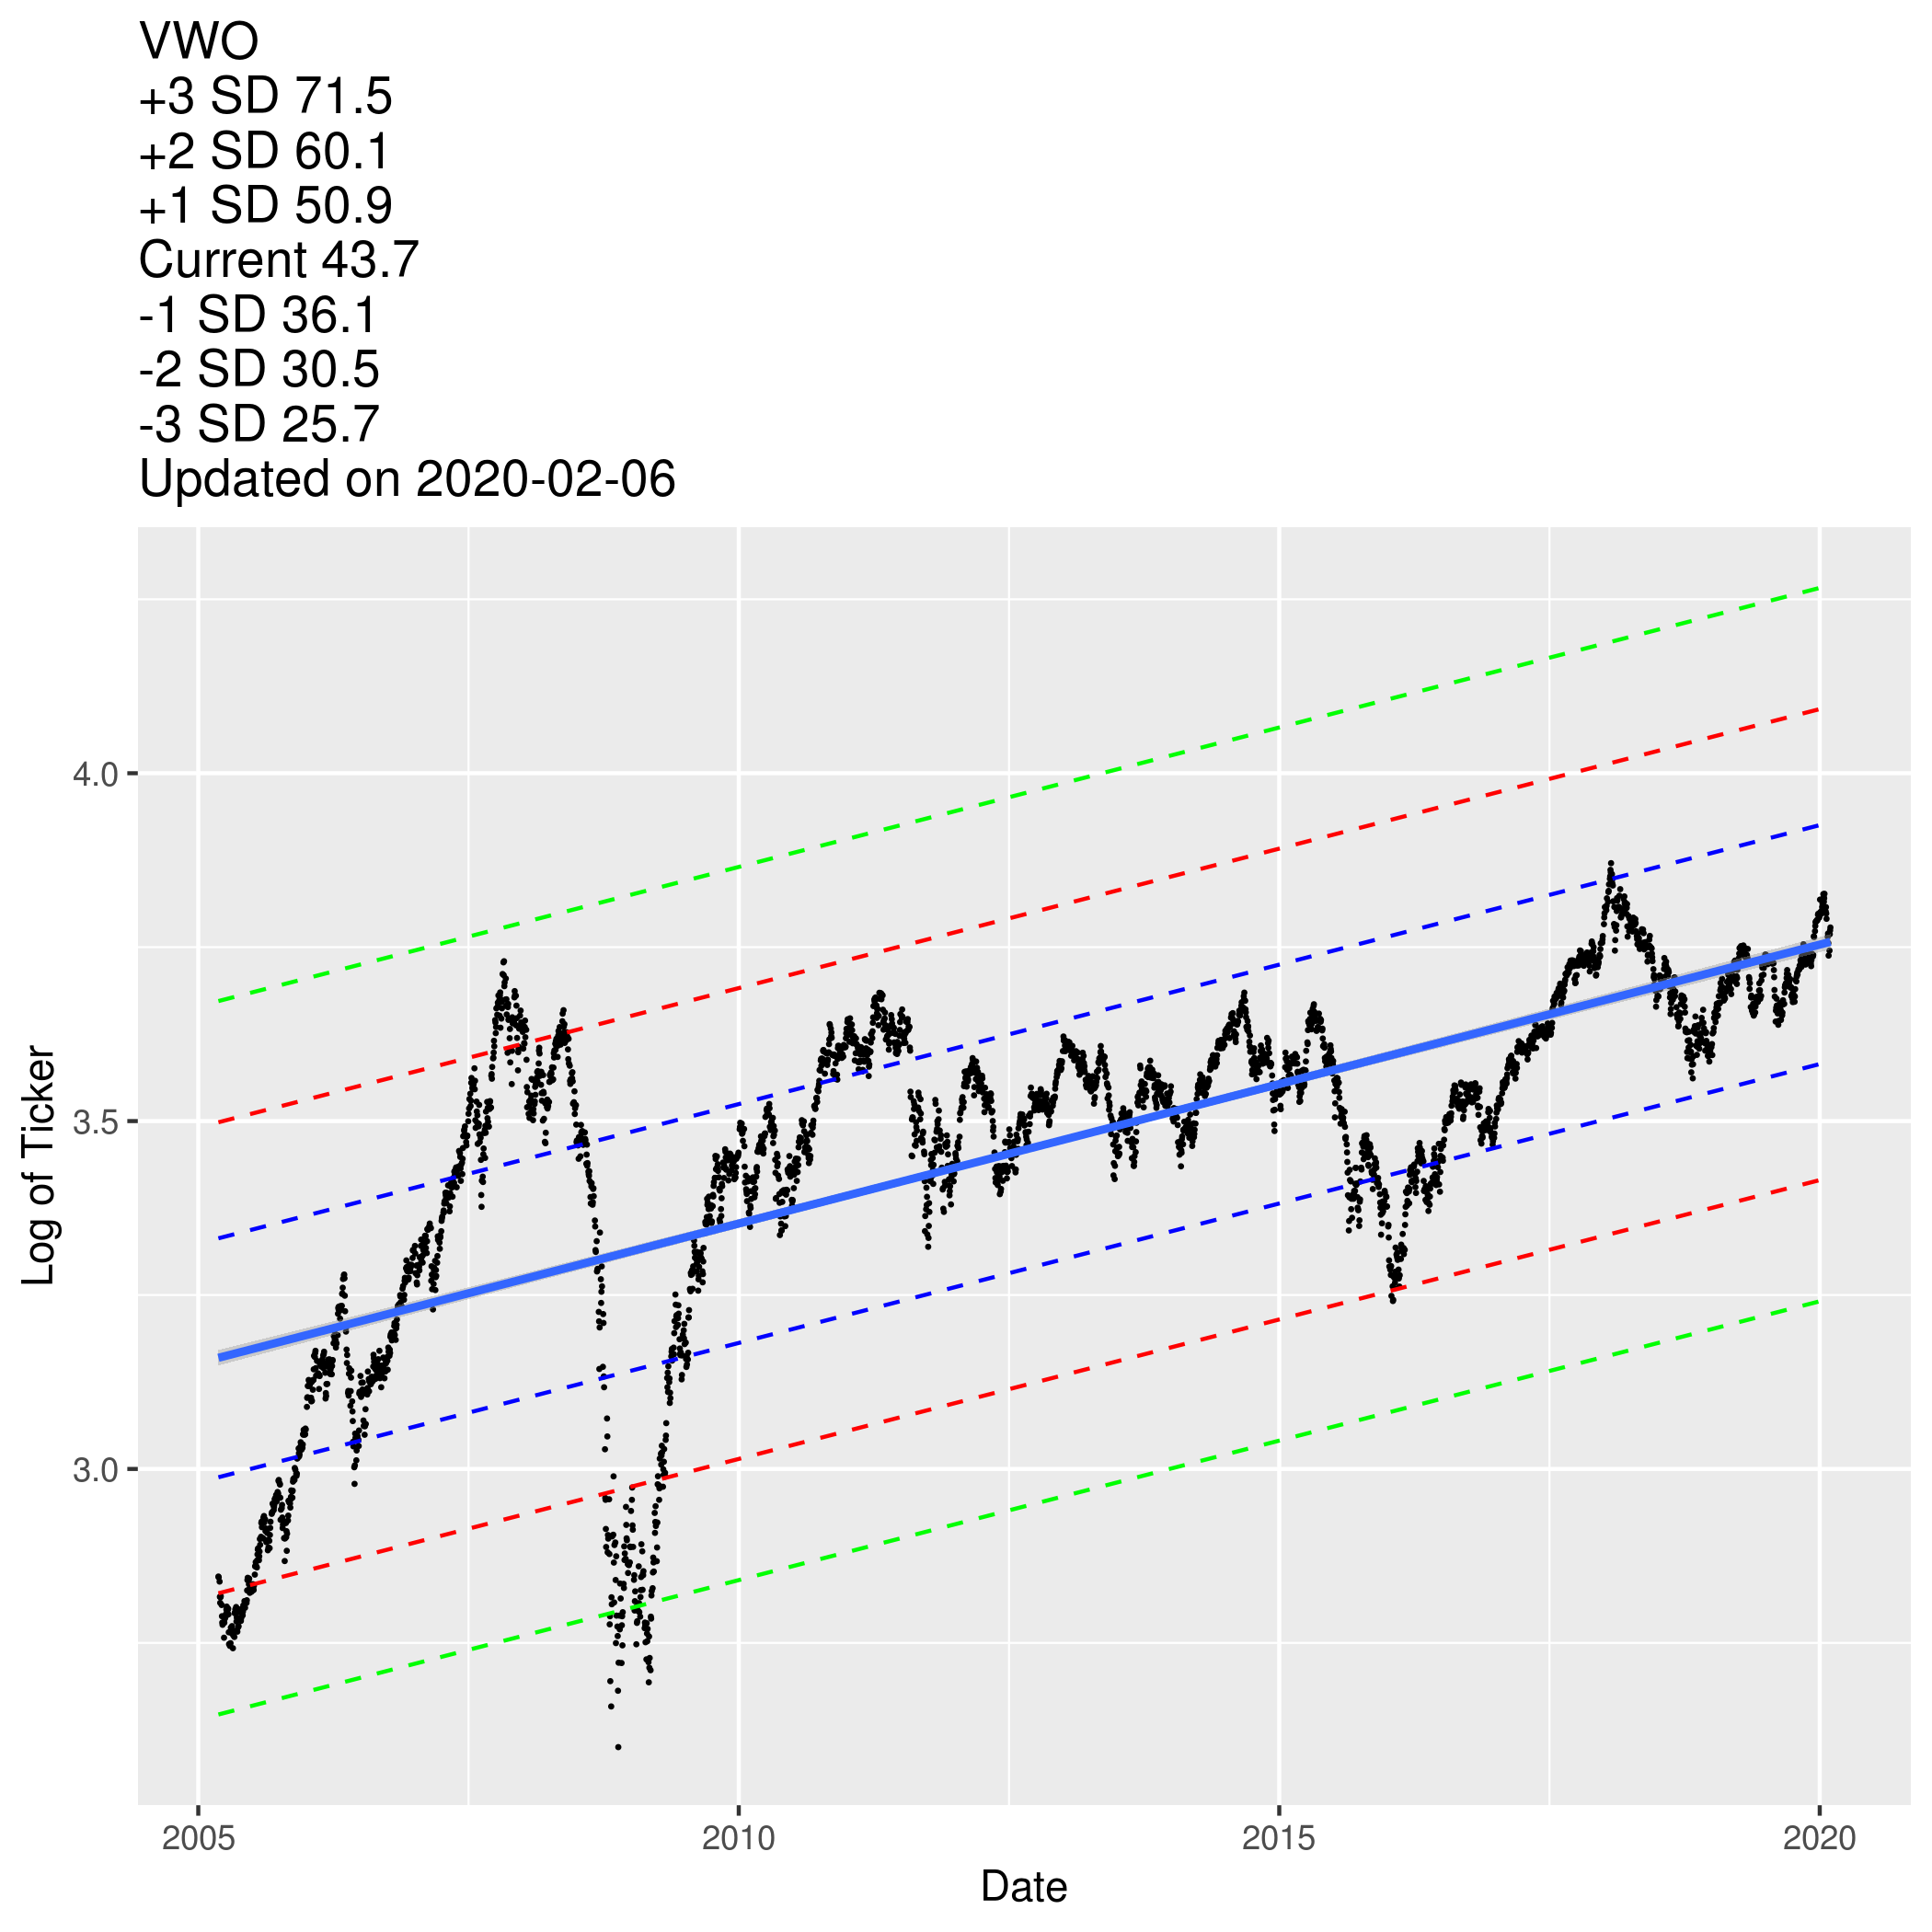 VWO
+3 SD 71.5
+2 SD 60.1
+1 SD 50.9
Current 43.7
-1 SD 36.1
-2 SD 30.5
-3 SD 25.7
Updated on 2020-02-06
4.0
3.5
3.0
Log of Ticker
2005
2010
2015
2020
Date